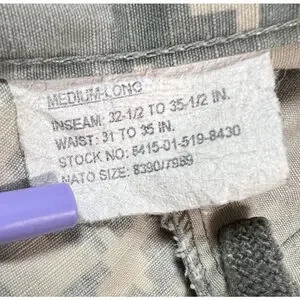 MEDIUM-LONG
INSEAM: 32-1/2 TO 35-1/2 IN.
WAIST: 31 TO 35 IN.
STOCK NO: 8415-01-519-8430
NATO SIZE: 8390/7989